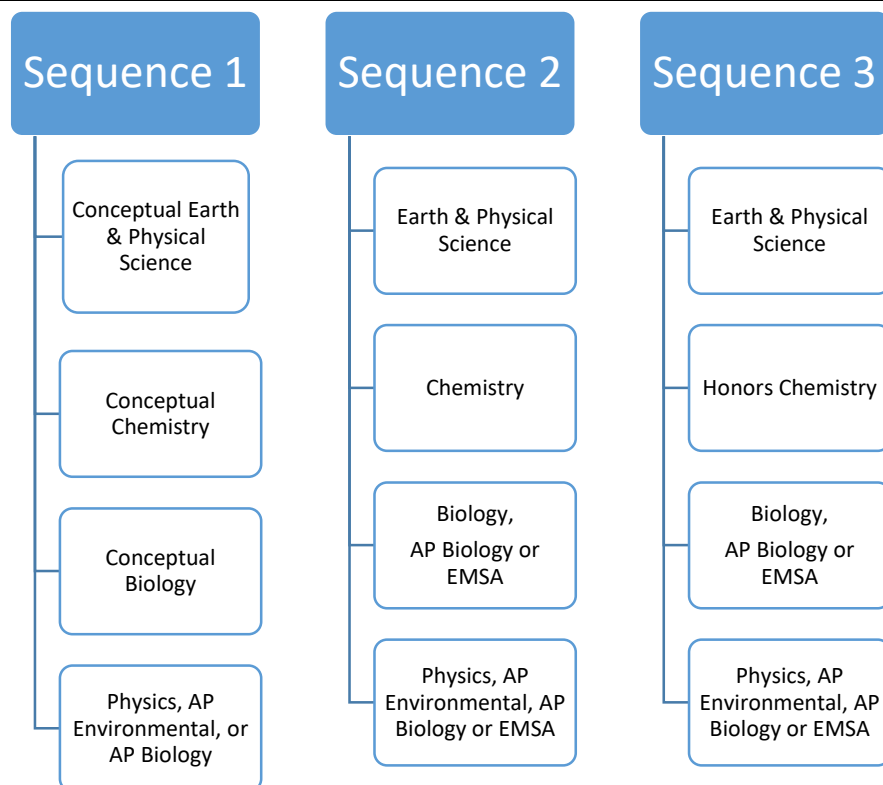 Sequence 1
Conceptual Earth
& Physical
Science
Conceptual
Chemistry
Conceptual
Biology
Physics, AP
Environmental, or
AP Biology
Sequence 2
Earth & Physical
Science
Chemistry
Biology,
AP Biology or
EMSA
Physics, AP
Environmental, AP
Biology or EMSA
Sequence 3
Earth & Physical
Science
Honors Chemistry
Biology,
AP Biology or
EMSA
Physics, AP
Environmental, AP
Biology or EMSA